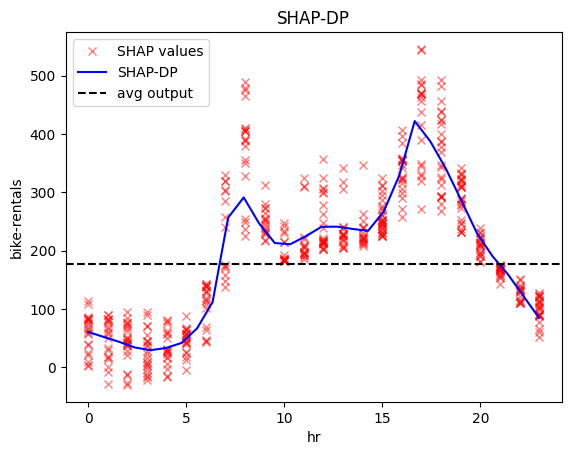 SHAP-DP
SHAP values
SHAP-DP
avg output
500
400
300
200
100
0
bike-rentals
0 5 10 15 20
hr